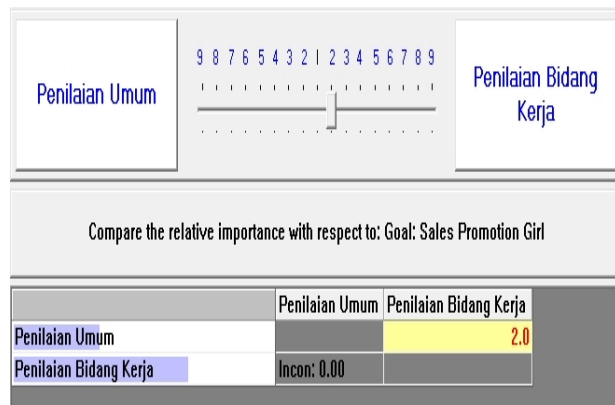 Penilaian Umum
9 8 7 6 5 4 3 2 1 2 3 4 5 6 7 8 9
Penilaian Bidang
Kerja
Compare the relative importance with respect to: Goal: Sales Promotion Girl
Penilaian Umum Penilaian Bidang Kerja
Penilaian Umum 2.0
Penilaian Bidang Kerja Incon: 0.00